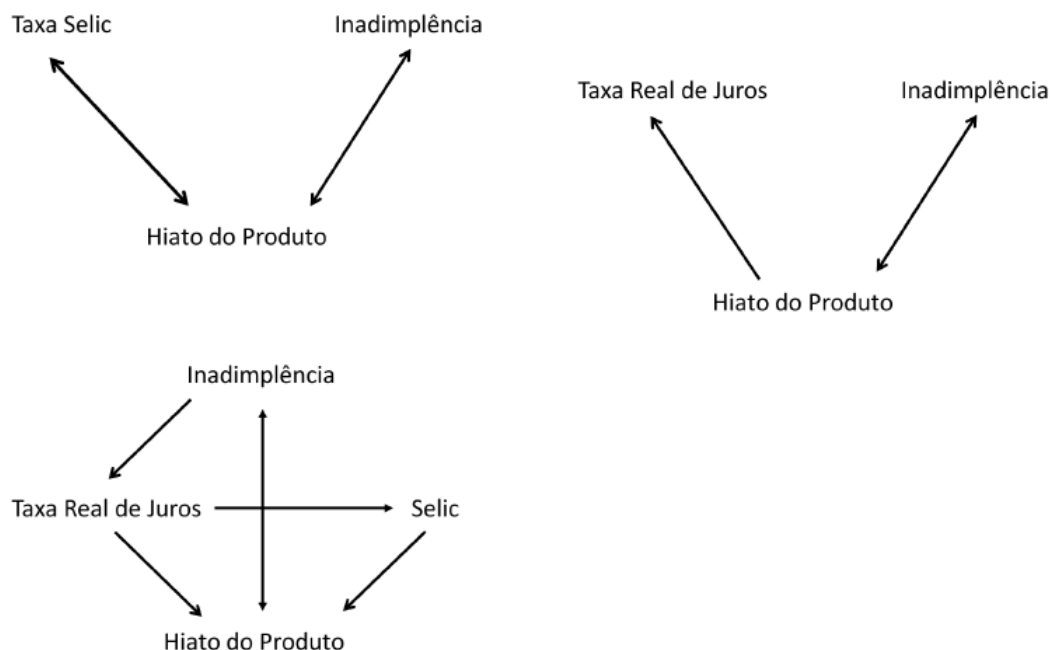 Taxa Selic
Inadimplência
Hiato do Produto
Taxa Real de Juros
Inadimplência
Hiato do Produto
Inadimplência
Taxa Real de Juros
Selic
Hiato do Produto